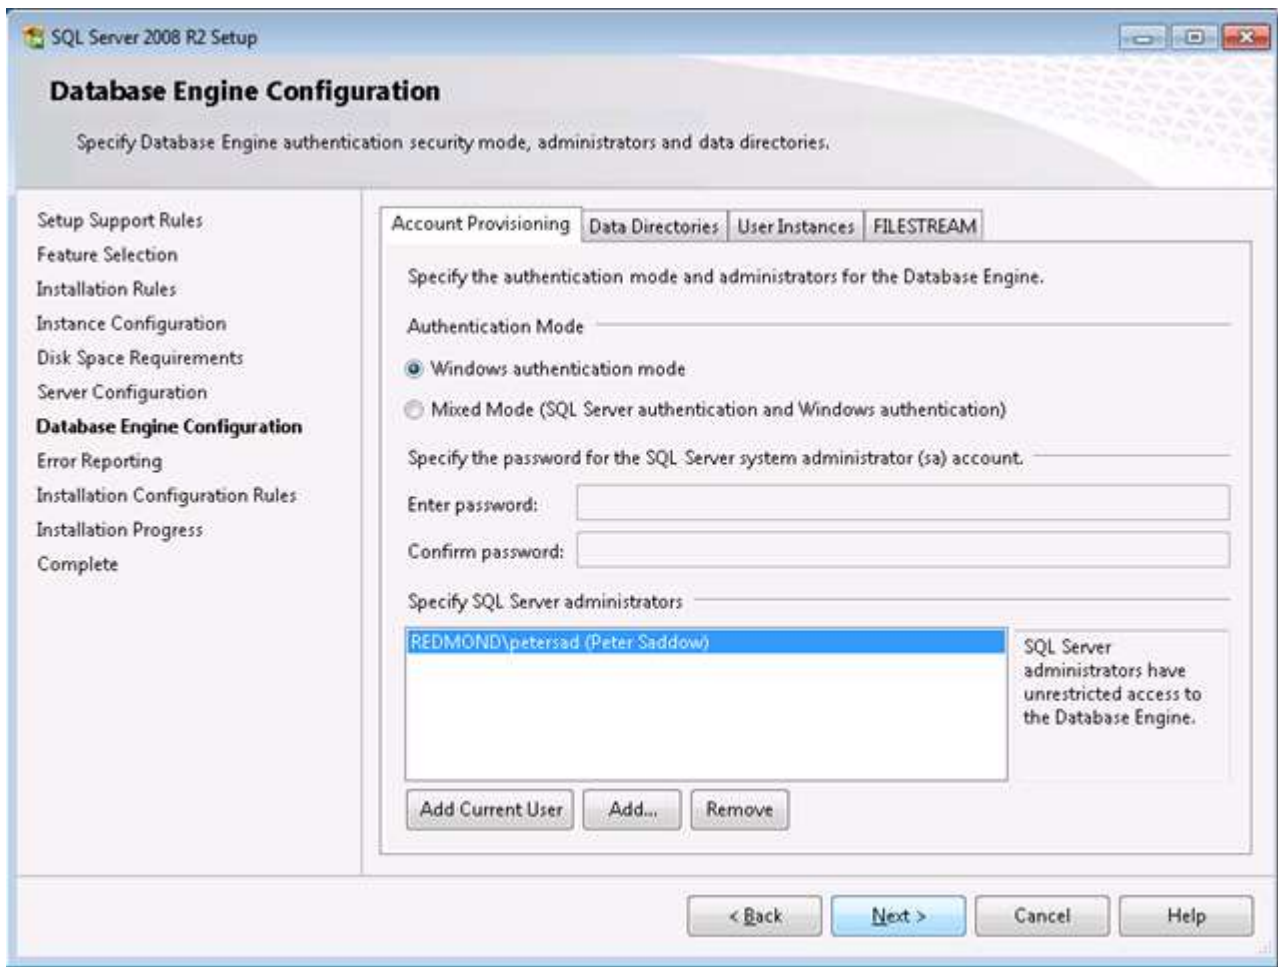 SQL Server 2008 R2 Setup
Database Engine Configuration
Specify Database Engine authentication security mode, administrators and data directories.
Setup Support Rules
Feature Selection
Installation Rules
Instance Configuration
Disk Space Requirements
Server Configuration
Database Engine Configuration
Error Reporting
Installation Configuration Rules
Installation Progress
Complete
Account Provisioning Data Directories User Instances FILESTREAM
Specify the authentication mode and administrators for the Database Engine.
Authentication Mode
Windows authentication mode
Mixed Mode (SQL Server authentication and Windows authentication)
Specify the password for the SQL Server system administrator (sa) account.
Enter password:
Confirm password:
Specify SQL Server administrators
REDMOND\petersad (Peter Saddow)
SQL Server
administrators have
unrestricted access to
the Database Engine.
Add Current User Add... Remove
< Back Next > Cancel Help